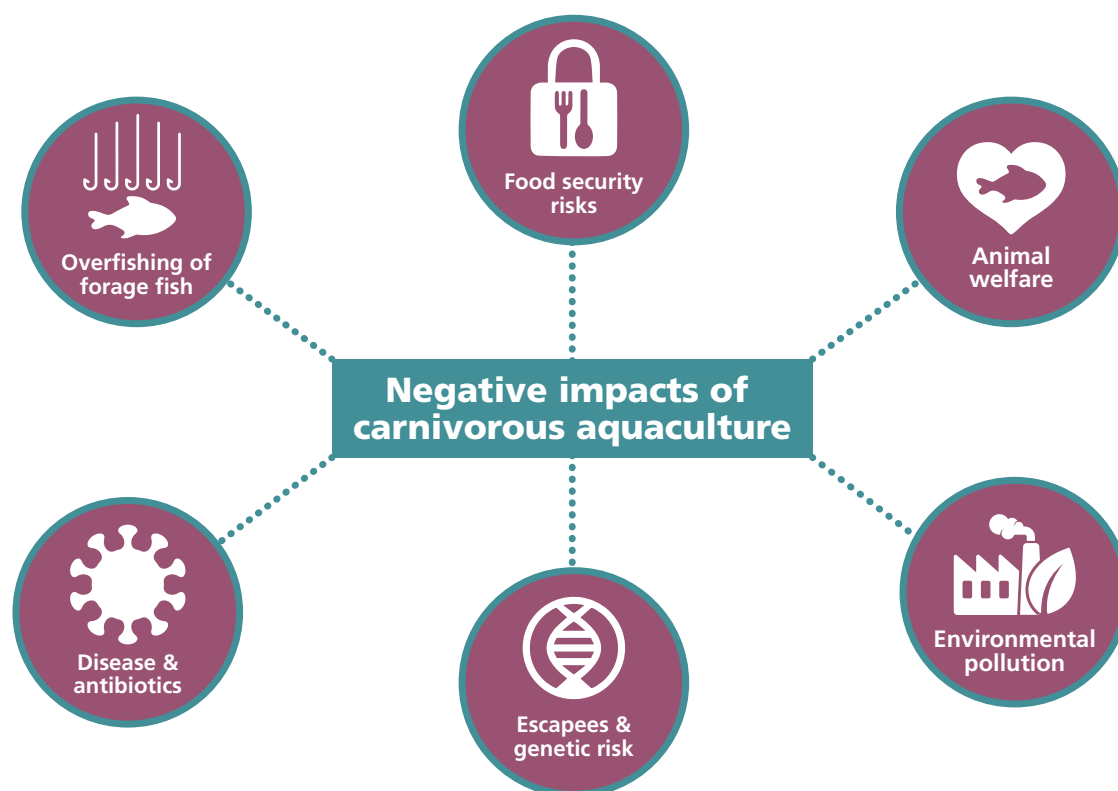 Food security
risks
Overfishing of
forage fish
Animal
welfare
Negative impacts of
carnivorous aquaculture
Disease &
antibiotics
Escapees &
genetic risk
Environmental
pollution